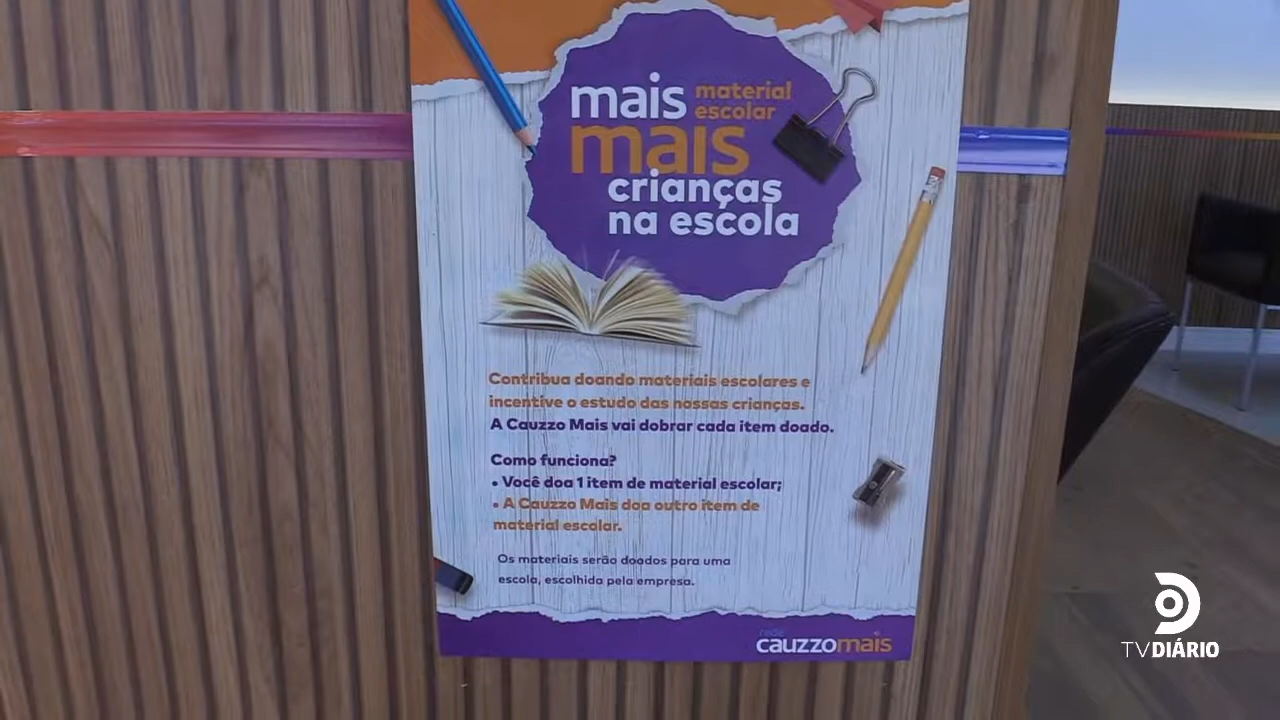 mais material
escolar
mais
crianças
na escola
Contribua doando materiais escolares e
incentive o estudo das nossas crianças.
A Cauzzo Mais vai dobrar cada item doado.
Como funciona?
• Você doa 1 item de material escolar;
• A Cauzzo Mais doa outro item de
material escolar.
Os materiais serão doados para uma
escola, escolhida pela empresa.
rede
cauzzomais
TV DIÁRIO